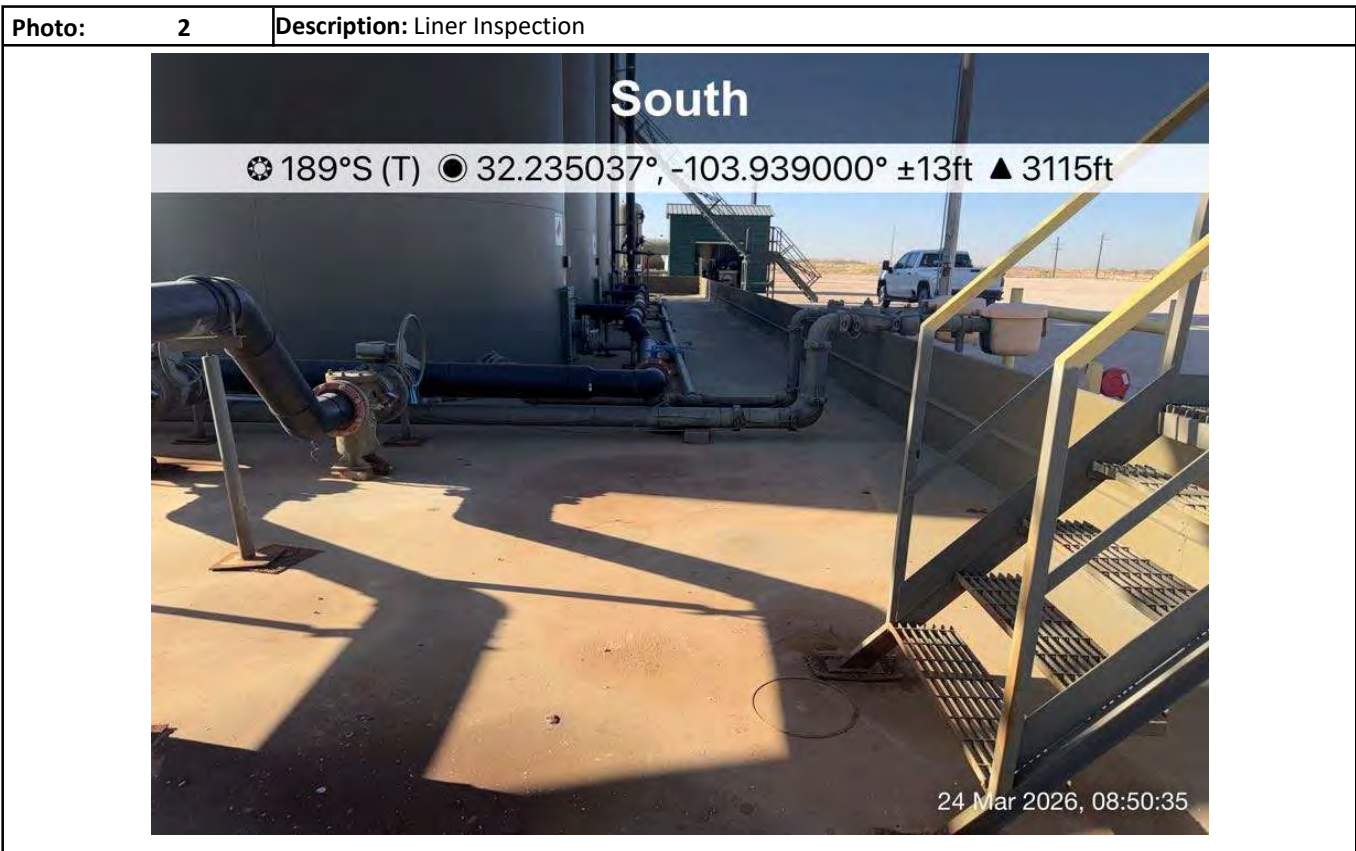 Photo: 2 Description: Liner Inspection
South
189°S (T) 32.235037°, -103.939000° ±13ft ▲ 3115ft
24 Mar 2026, 08:50:35